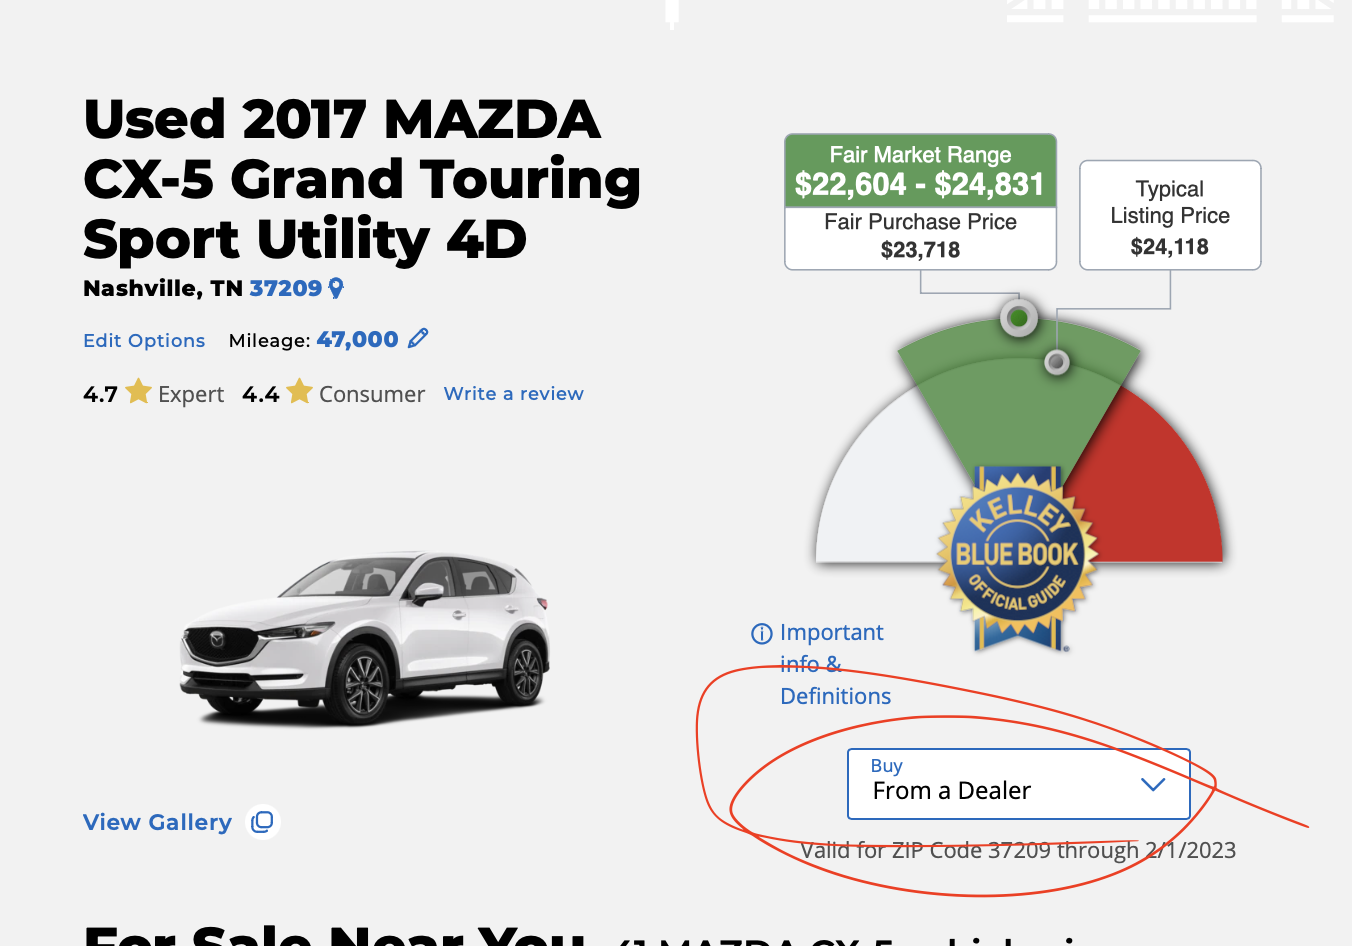 Used 2017 MAZDA
CX-5 Grand Touring
Sport Utility 4D
Nashville, TN 37209
Edit Options Mileage: 47,000
4.7 Expert 4.4 Consumer Write a review
View Gallery
Fair Market Range
$22,604 - $24,831
Fair Purchase Price
$23,718
Typical
Listing Price
$24,118
KELLEY
BLUE BOOK
OFFICIAL GUIDE
®
Important
info &
Definitions
Buy
From a Dealer
Valid for ZIP Code 37209 through 2/1/2023
For Sale Near You